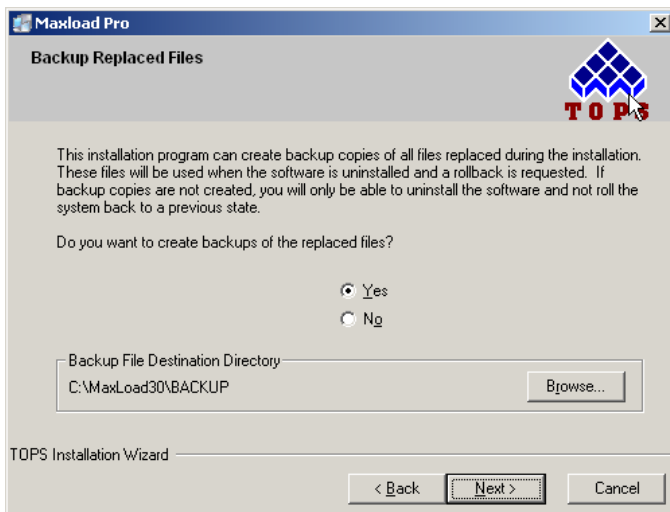 Maxload Pro
Backup Replaced Files
TOPS
This installation program can create backup copies of all files replaced during the installation.
These files will be used when the software is uninstalled and a rollback is requested. If
backup copies are not created, you will only be able to uninstall the software and not roll the
system back to a previous state.
Do you want to create backups of the replaced files?
Yes
No
Backup File Destination Directory
C:\MaxLoad30\BACKUP
Browse...
TOPS Installation Wizard
< Back
Next >
Cancel